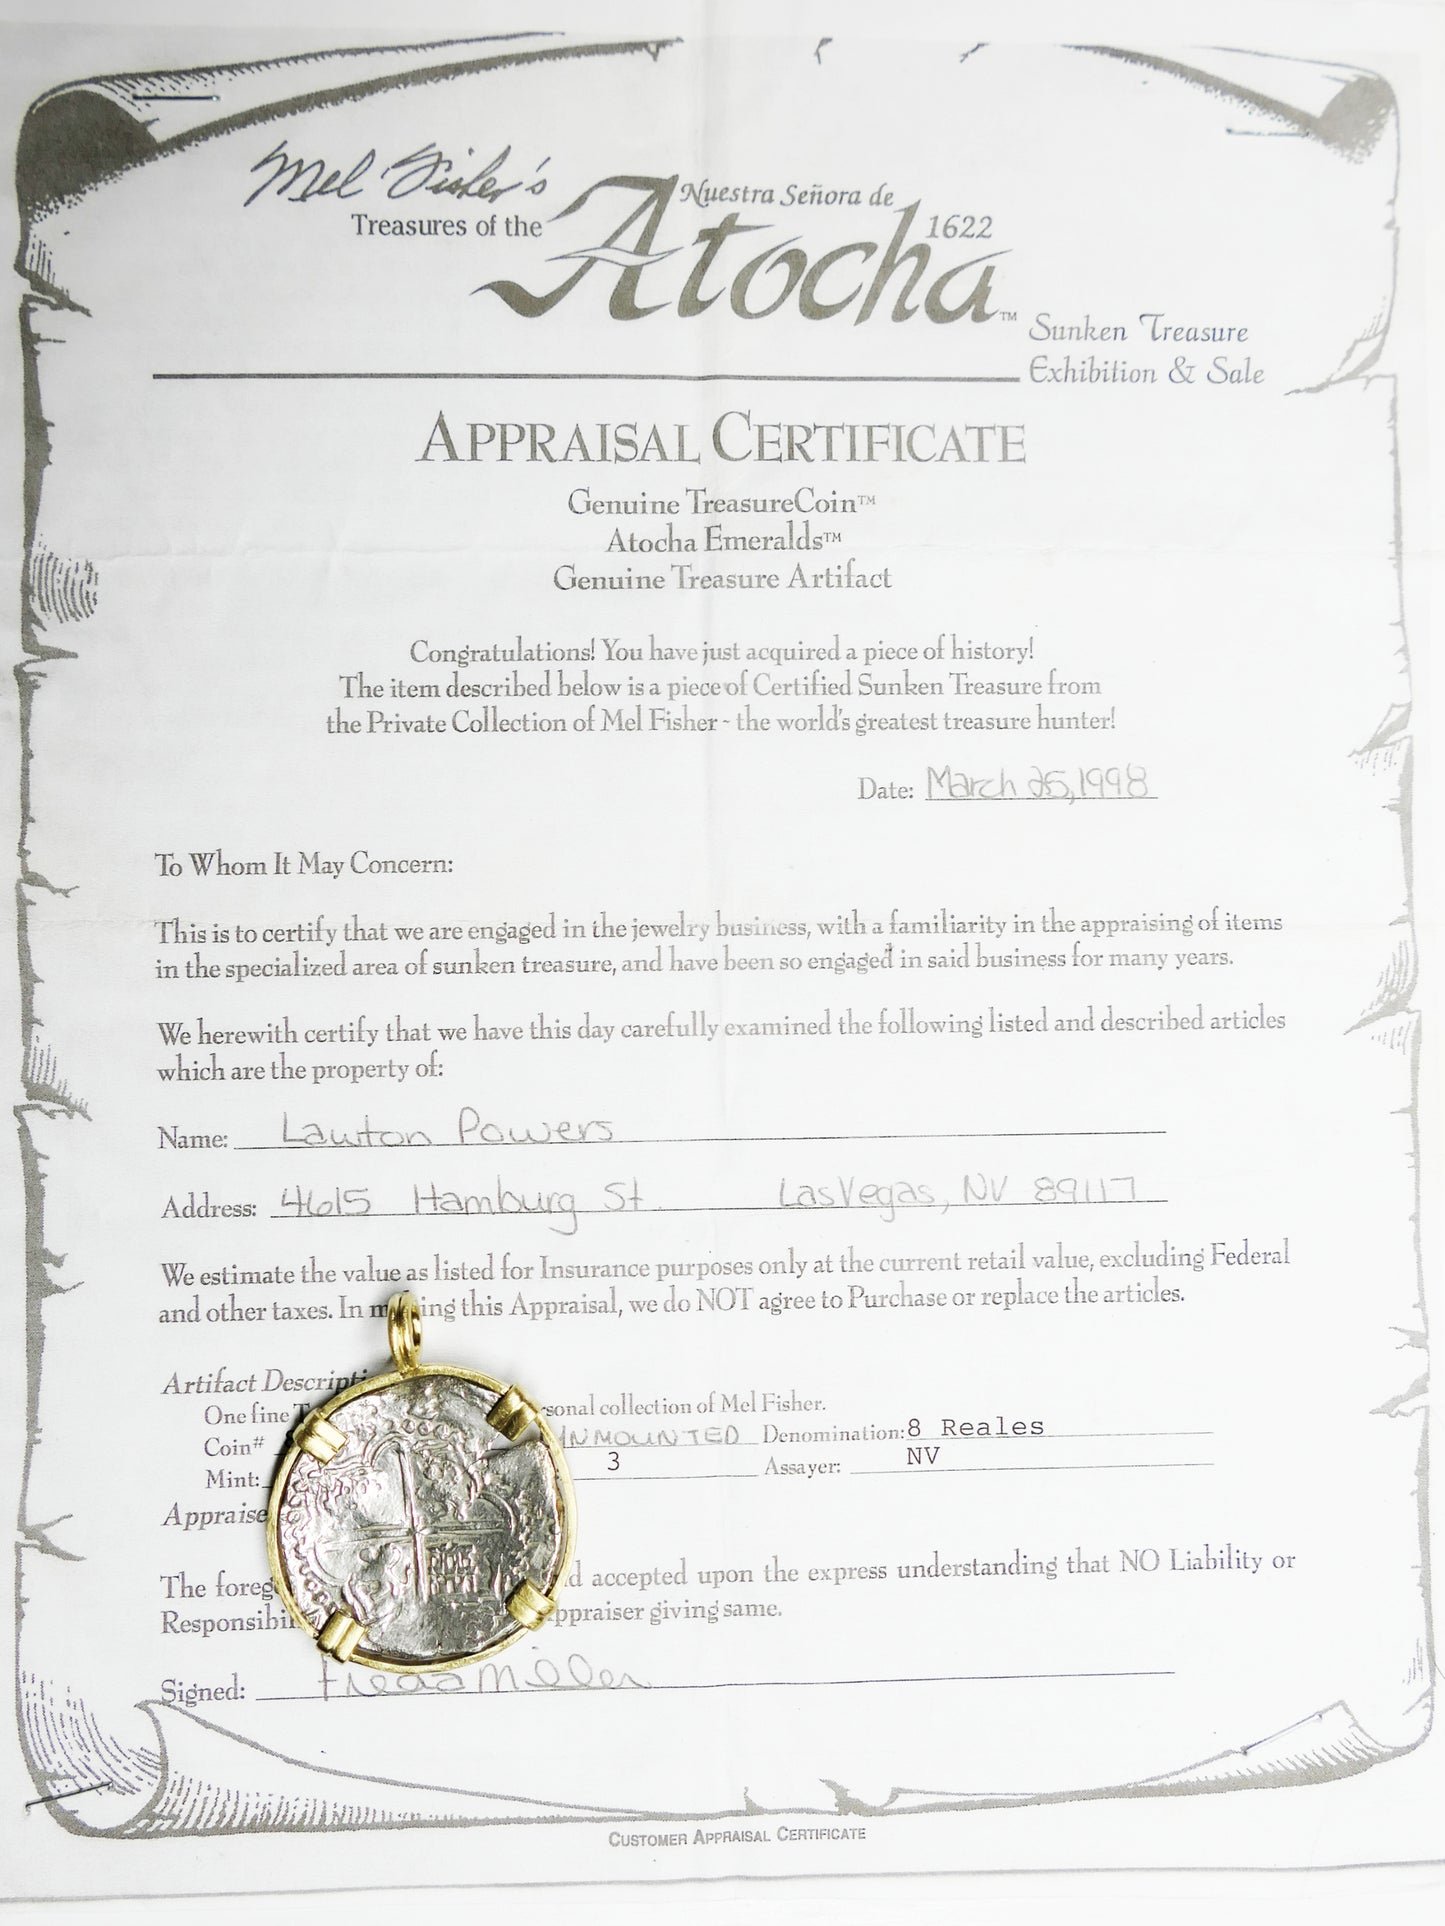 Mel Fisher's
Treasures of the
Nuestra Señora de
Atocha™
1622
Sunken Treasure
Exhibition & Sale
APPRAISAL CERTIFICATE
Genuine TreasureCoin™
Atocha Emeralds™
Genuine Treasure Artifact
Congratulations! You have just acquired a piece of history!
The item described below is a piece of Certified Sunken Treasure from
the Private Collection of Mel Fisher ~ the world's greatest treasure hunter!
Date: March 25, 1998
To Whom It May Concern:
This is to certify that we are engaged in the jewelry business, with a familiarity in the appraising of items
in the specialized area of sunken treasure, and have been so engaged in said business for many years.
We herewith certify that we have this day carefully examined the following listed and described articles
which are the property of:
Name: Lawton Powers
Address: 4615 Hamburg St. Las Vegas, NV 89117
We estimate the value as listed for Insurance purposes only at the current retail value, excluding Federal
and other taxes. In m ing this Appraisal, we do NOT agree to Purchase or replace the articles.
Artifact Descripti
One fine T sonal collection of Mel Fisher.
Coin# UNMOUNTED Denomination: 8 Reales
Mint: 3 Assayer: NV
Appraise
The foreg d accepted upon the express understanding that NO Liability or
Responsibi ppraiser giving same.
Signed: Freda Miller
CUSTOMER APPRAISAL CERTIFICATE